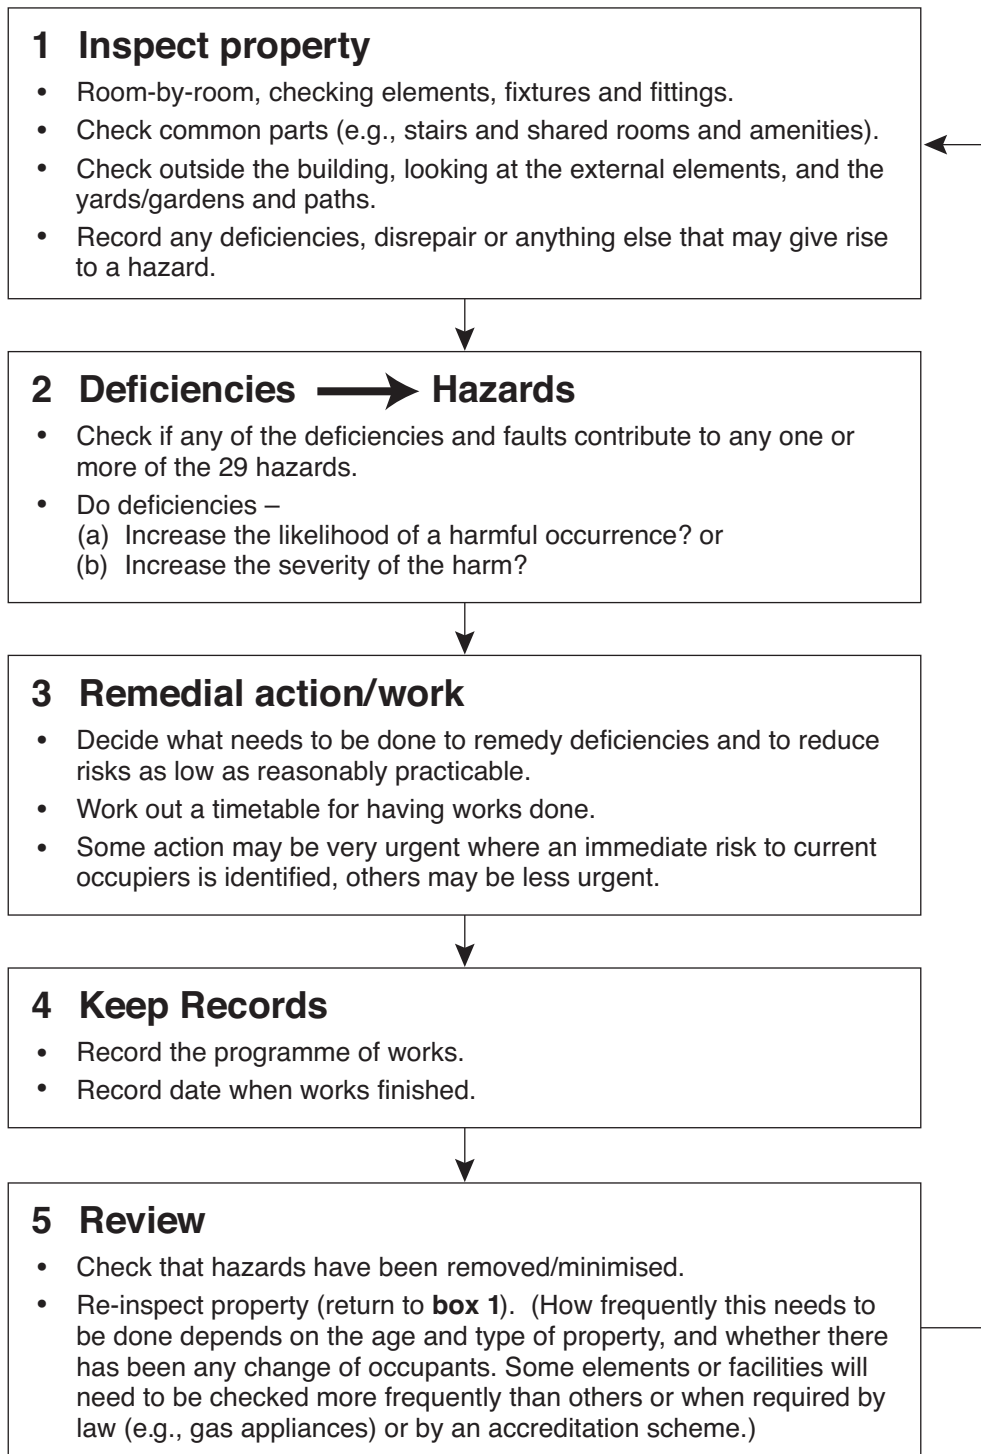 1 Inspect property
• Room-by-room, checking elements, fixtures and fittings.
• Check common parts (e.g., stairs and shared rooms and amenities).
• Check outside the building, looking at the external elements, and the
yards/gardens and paths.
• Record any deficiencies, disrepair or anything else that may give rise
to a hazard.
2 Deficiencies → Hazards
• Check if any of the deficiencies and faults contribute to any one or
more of the 29 hazards.
• Do deficiencies –
(a) Increase the likelihood of a harmful occurrence? or
(b) Increase the severity of the harm?
3 Remedial action/work
• Decide what needs to be done to remedy deficiencies and to reduce
risks as low as reasonably practicable.
• Work out a timetable for having works done.
• Some action may be very urgent where an immediate risk to current
occupiers is identified, others may be less urgent.
4 Keep Records
• Record the programme of works.
• Record date when works finished.
5 Review
• Check that hazards have been removed/minimised.
• Re-inspect property (return to box 1). (How frequently this needs to
be done depends on the age and type of property, and whether there
has been any change of occupants. Some elements or facilities will
need to be checked more frequently than others or when required by
law (e.g., gas appliances) or by an accreditation scheme.)